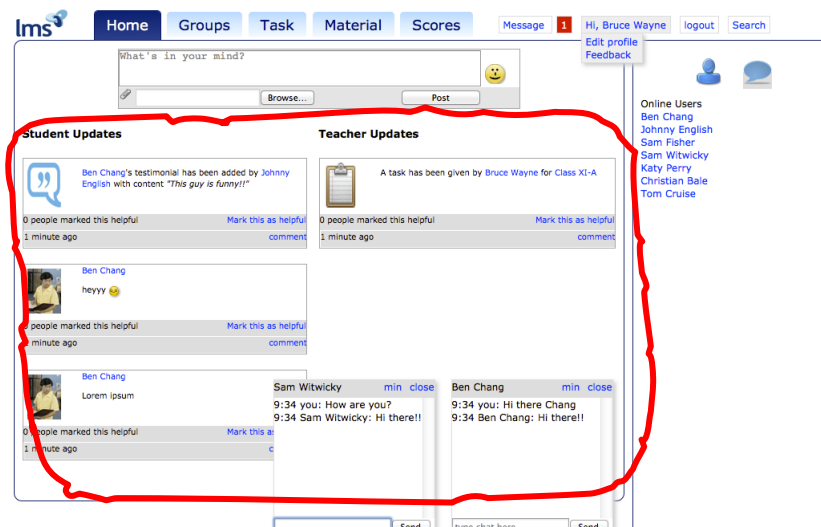 lms
Home Groups Task Material Scores Message 1 Hi, Bruce Wayne logout Search
Edit profile
Feedback
What's in your mind?
Browse... Post
Online Users
Ben Chang
Johnny English
Sam Fisher
Sam Witwicky
Katy Perry
Christian Bale
Tom Cruise
Student Updates
Ben Chang's testimonial has been added by Johnny
English with content "This guy is funny!!"
0 people marked this helpful Mark this as helpful
1 minute ago comment
Teacher Updates
A task has been given by Bruce Wayne for Class XI-A
0 people marked this helpful Mark this as helpful
1 minute ago comment
Ben Chang
heyyy
people marked this helpful Mark this as helpful
minute ago comment
Ben Chang
Lorem ipsum
0 people marked this helpful Mark this
1 minute ago
Sam Witwicky min close
9:34 you: How are you?
9:34 Sam Witwicky: Hi there!!
Send
Ben Chang min close
9:34 you: Hi there Chang
9:34 Ben Chang: Hi there!!
type chat here Send